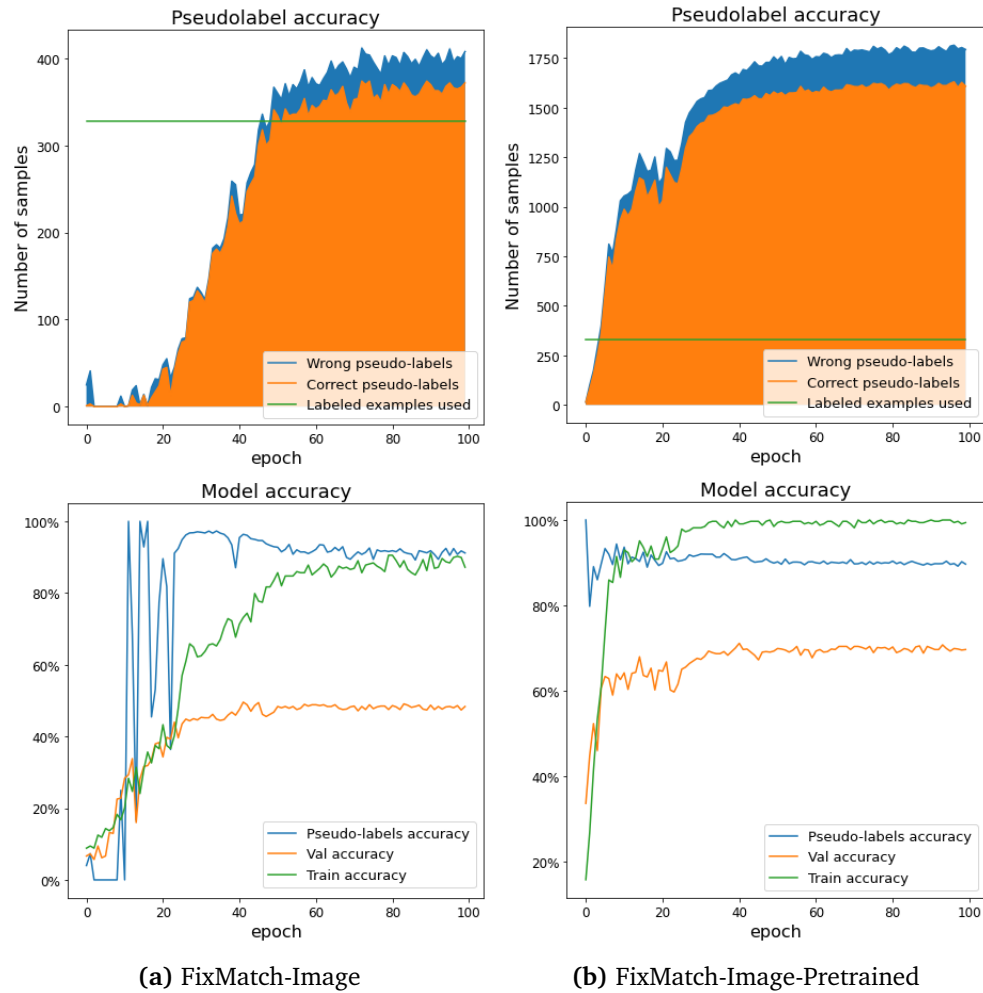 Pseudolabel accuracy
Number of samples
400
300
200
100
0
Wrong pseudo-labels
Correct pseudo-labels
Labeled examples used
0 20 40 60 80 100
epoch
Pseudolabel accuracy
Number of samples
1750
1500
1250
1000
750
500
250
0
Wrong pseudo-labels
Correct pseudo-labels
Labeled examples used
0 20 40 60 80 100
epoch
Model accuracy
100%
80%
60%
40%
20%
0%
Pseudo-labels accuracy
Val accuracy
Train accuracy
0 20 40 60 80 100
epoch
Model accuracy
100%
80%
60%
40%
20%
Pseudo-labels accuracy
Val accuracy
Train accuracy
0 20 40 60 80 100
epoch
(a) FixMatch-Image
(b) FixMatch-Image-Pretrained